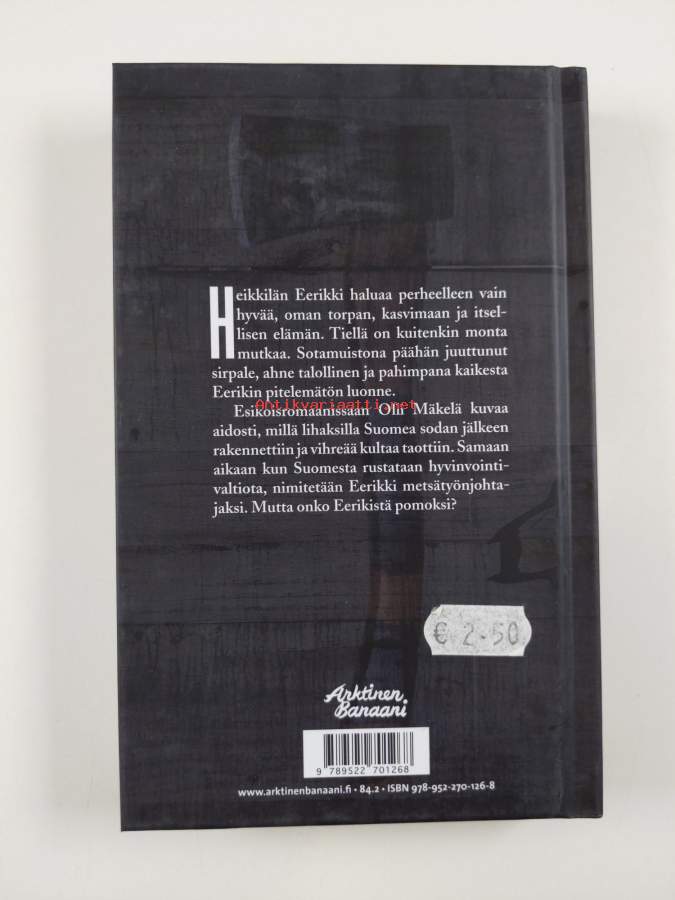 Heikkilän Eerikki haluaa perheelleen vain
hyvää, oman torpan, kasvimaan ja itsel-
lisen elämän. Tiellä on kuitenkin monta
mutkaa. Sotamuistona päähän juuttunut
sirpale, ahne talollinen ja pahimpana kaikesta
Eerikin pitelemätön luonne.
Antikvariaatti.net
Esikoisromaanissaan Olli Mäkelä kuvaa
aidosti, millä lihaksilla Suomea sodan jälkeen
rakennettiin ja vihreää kultaa taottiin. Samaan
aikaan kun Suomesta rustataan hyvinvointi-
valtiota, nimitetään Eerikki metsätyönjohta-
jaksi. Mutta onko Eerikistä pomoksi?
€ 2.50
Arktinen
Banaani
9 789522 701268
www.arktinenbanaani.fi • 84.2 • ISBN 978-952-270-126-8